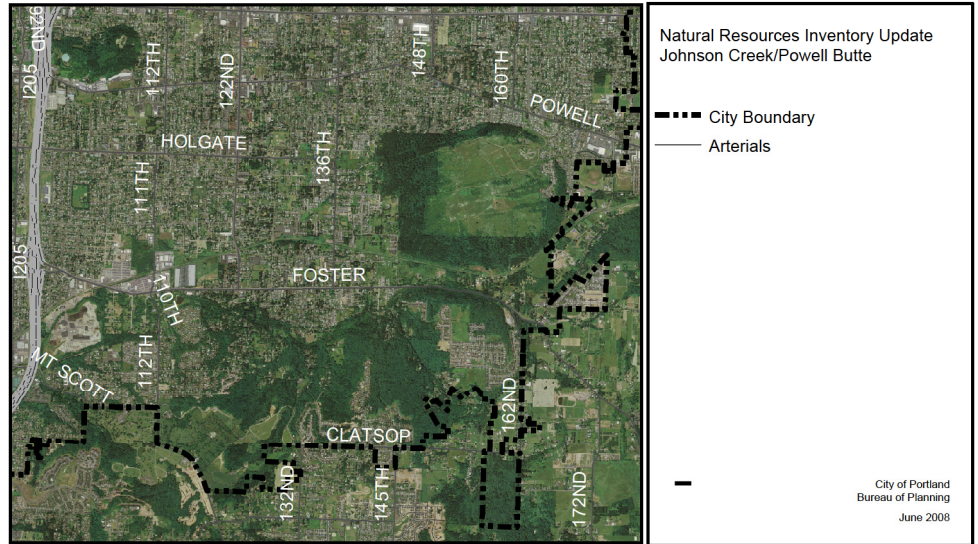 92ND
I205
112TH
122ND
148TH
160TH
POWELL
HOLGATE
136TH
111TH
I205
FOSTER
110TH
112TH
MT SCOTT
162ND
CLATSOP
132ND
145TH
172ND
Natural Resources Inventory Update
Johnson Creek/Powell Butte
City Boundary
Arterials
City of Portland
Bureau of Planning
June 2008